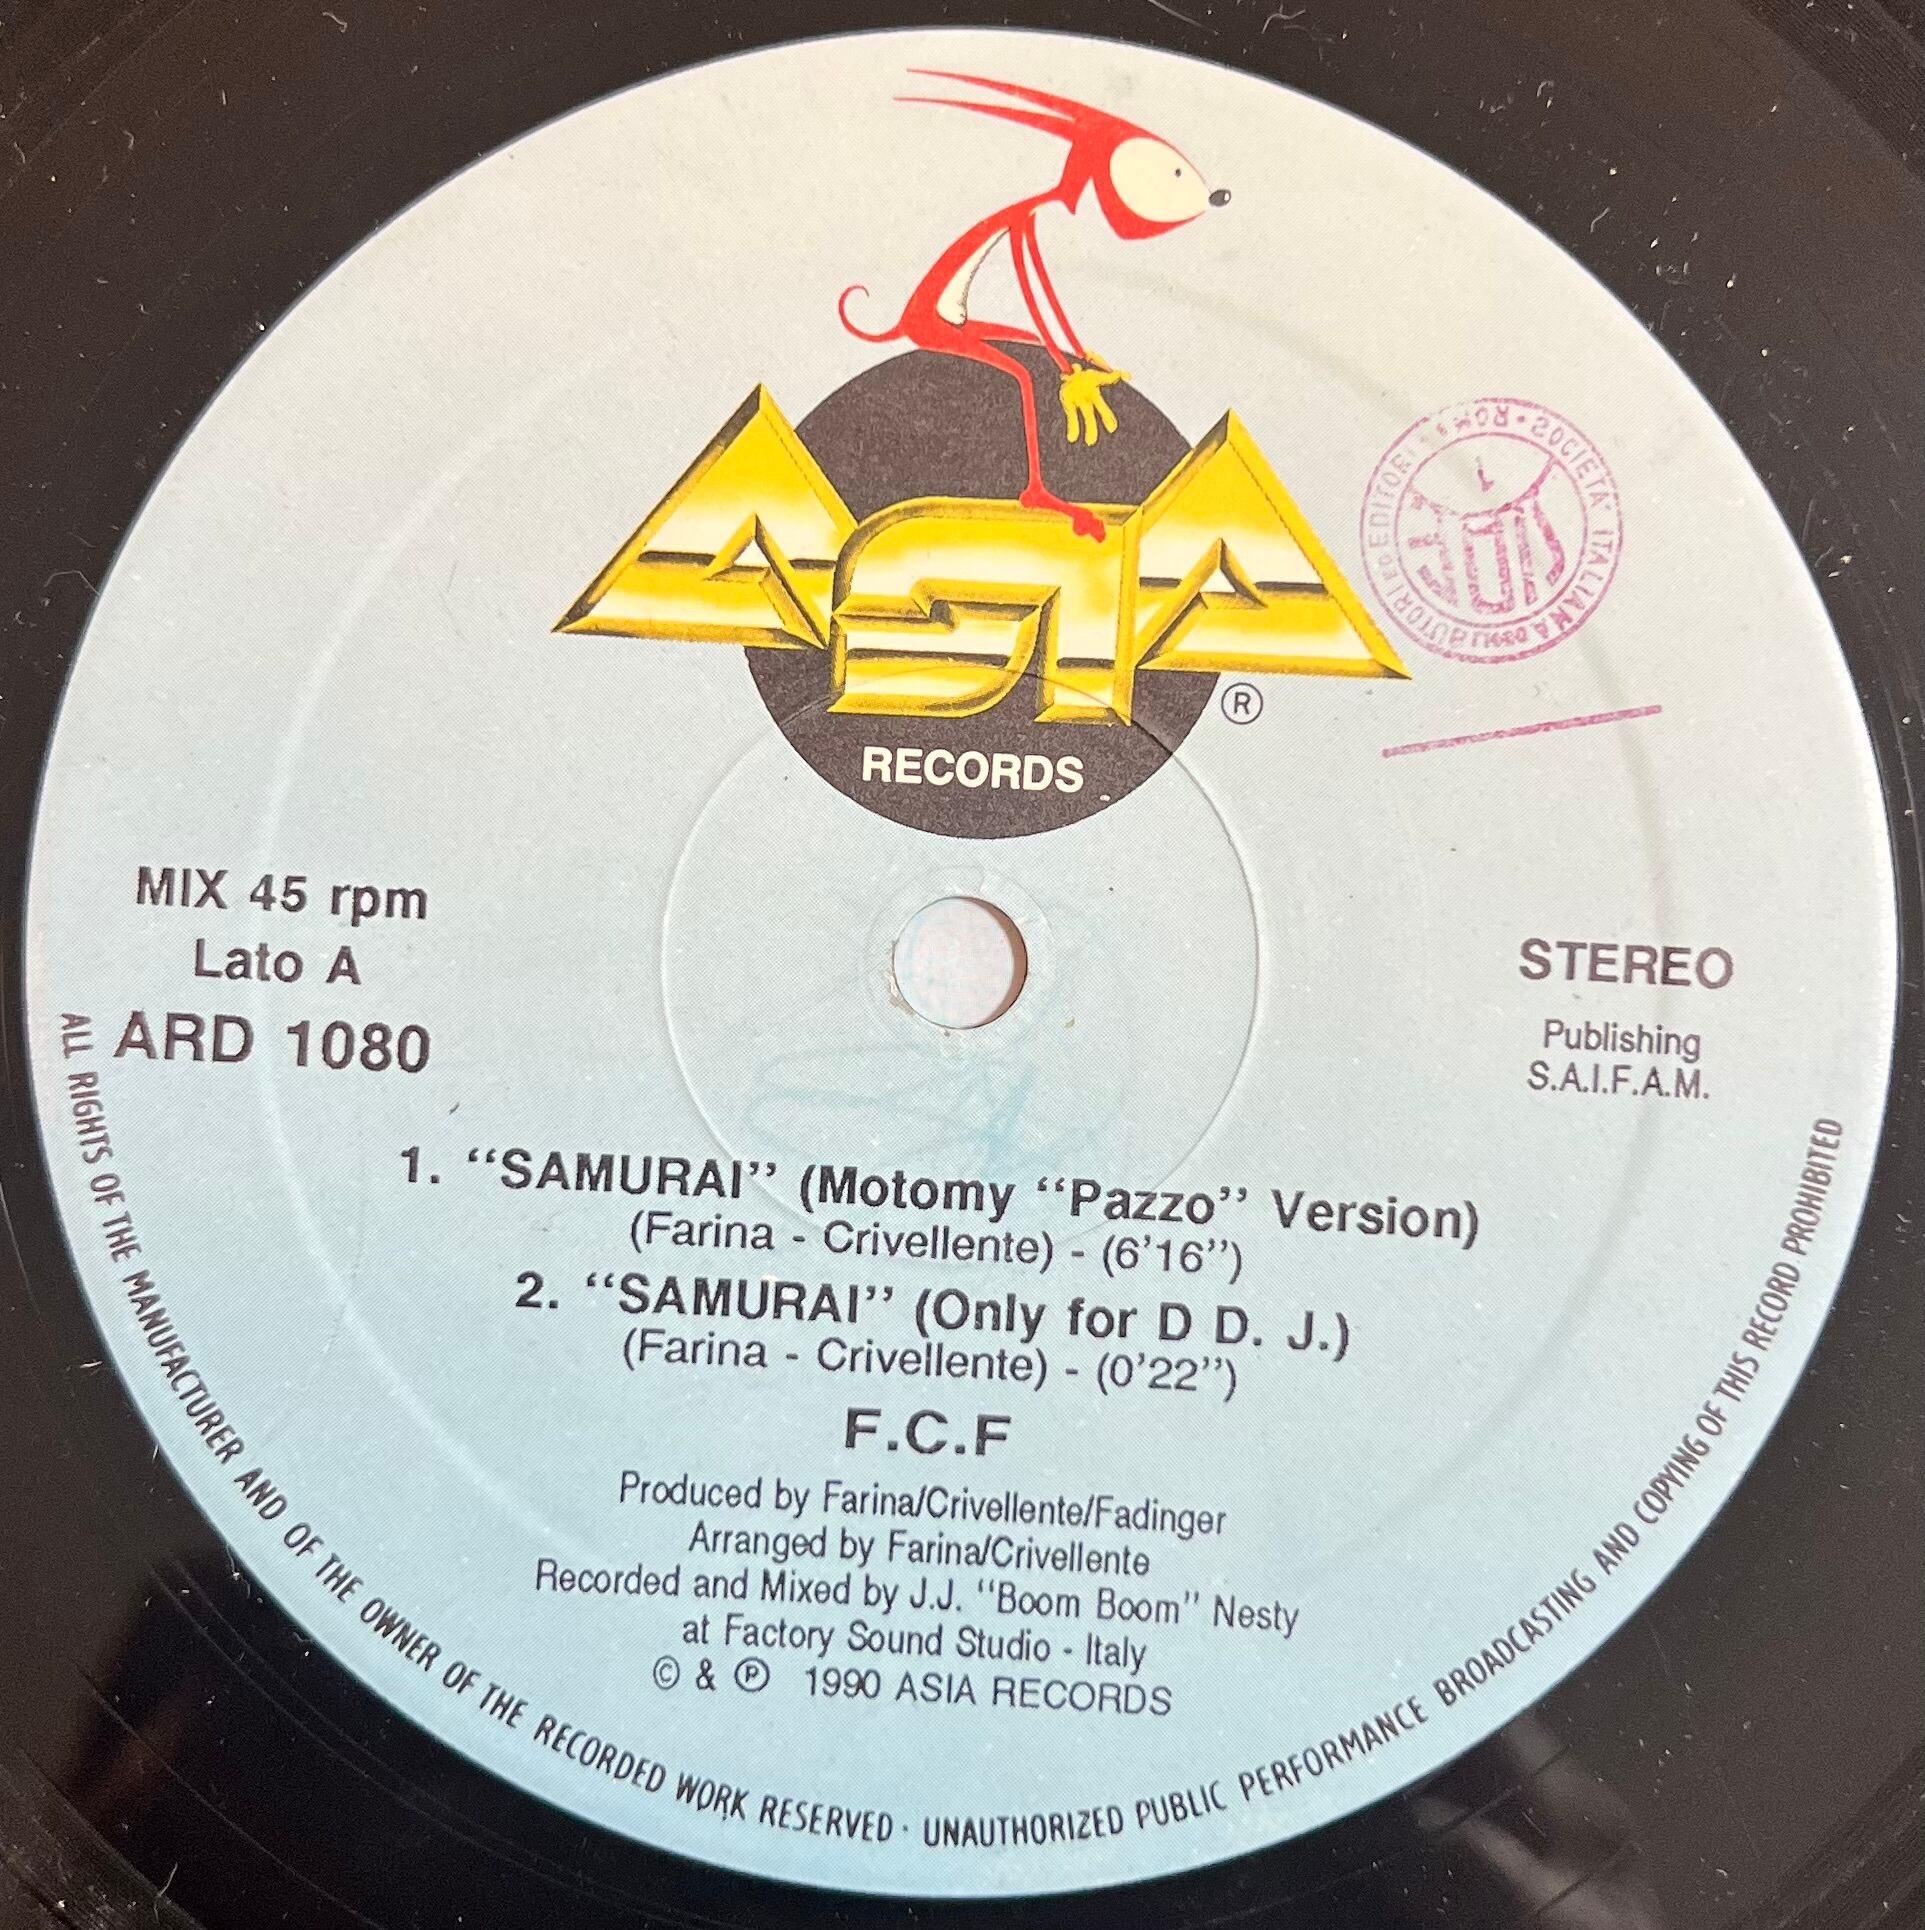 ASIA
RECORDS
®
SOCIETA' ITALIANA
AUTORI ED EDITORI
ROMA
MIX 45 rpm
Lato A
ARD 1080
STEREO
Publishing
S.A.I.F.A.M.
1. "SAMURAI" (Motomy "Pazzo" Version)
(Farina - Crivellente) - (6'16")
2. "SAMURAI" (Only for D D. J.)
(Farina - Crivellente) - (0'22")
F.C.F
Produced by Farina/Crivellente/Fadinger
Arranged by Farina/Crivellente
Recorded and Mixed by J.J. "Boom Boom" Nesty
at Factory Sound Studio - Italy
© & ℗ 1990 ASIA RECORDS
ALL RIGHTS OF THE MANUFACTURER AND OF THE OWNER OF THE RECORDED WORK RESERVED · UNAUTHORIZED PUBLIC PERFORMANCE BROADCASTING AND COPYING OF THIS RECORD PROHIBITED